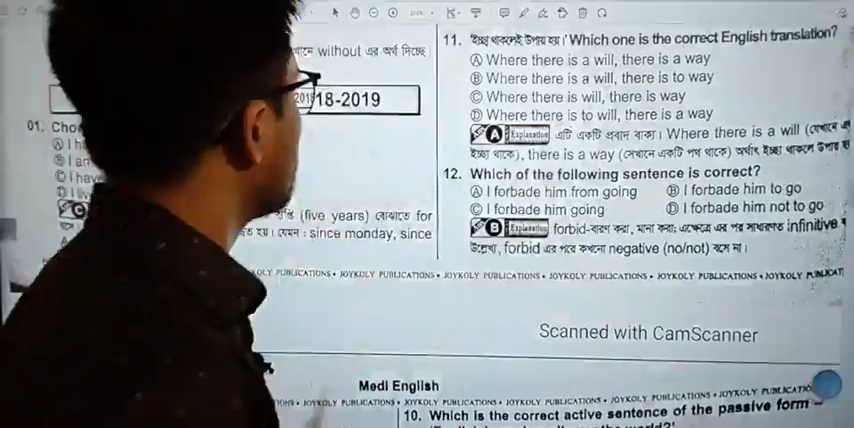 খানে without এর অর্থ দিচ্ছে।
18-2019
01. Cho
Ⓐ I h
Ⓑ I am
Ⓒ I have
Ⓓ I liv
(five years) বোঝাতে for
হয়। যেমন : since monday, since
11. 'ইচ্ছা থাকলেই উপায় হয়।' Which one is the correct English translation?
Ⓐ Where there is a will, there is a way
Ⓑ Where there is a will, there is to way
Ⓒ Where there is will, there is way
Ⓓ Where there is to will, there is a way
A Explanation এটি একটি প্রবাদ বাক্য। Where there is a will (যেখানে
ইচ্ছা থাকে), there is a way (সেখানে একটি পথ থাকে) অর্থাৎ ইচ্ছা থাকলে উপায়
12. Which of the following sentence is correct?
Ⓐ I forbade him from going Ⓑ I forbade him to go
Ⓒ I forbade him going Ⓓ I forbade him not to go
B Explanation forbid-বারণ করা, মানা করা; এক্ষেত্রে এর পর সাধারণত infinitive
উল্লেখ্য, forbid এর পরে কখনো negative (no/not) বসে না।
KOLY PUBLICATIONS • JOYKOLY PUBLICATIONS • JOYKOLY PUBLICATIONS • JOYKOLY PUBLICATIONS • JOYKOLY PUBLICAT
Scanned with CamScanner
Medi English
IONS • JOYKOLY PUBLICATIONS • JOYKOLY PUBLICATIONS • JOYKOLY PUBLICATIONS • JOYKOLY PUBLICATIONS • JOYKOLY PUBLICATIO
10. Which is the correct active sentence of the passive form –